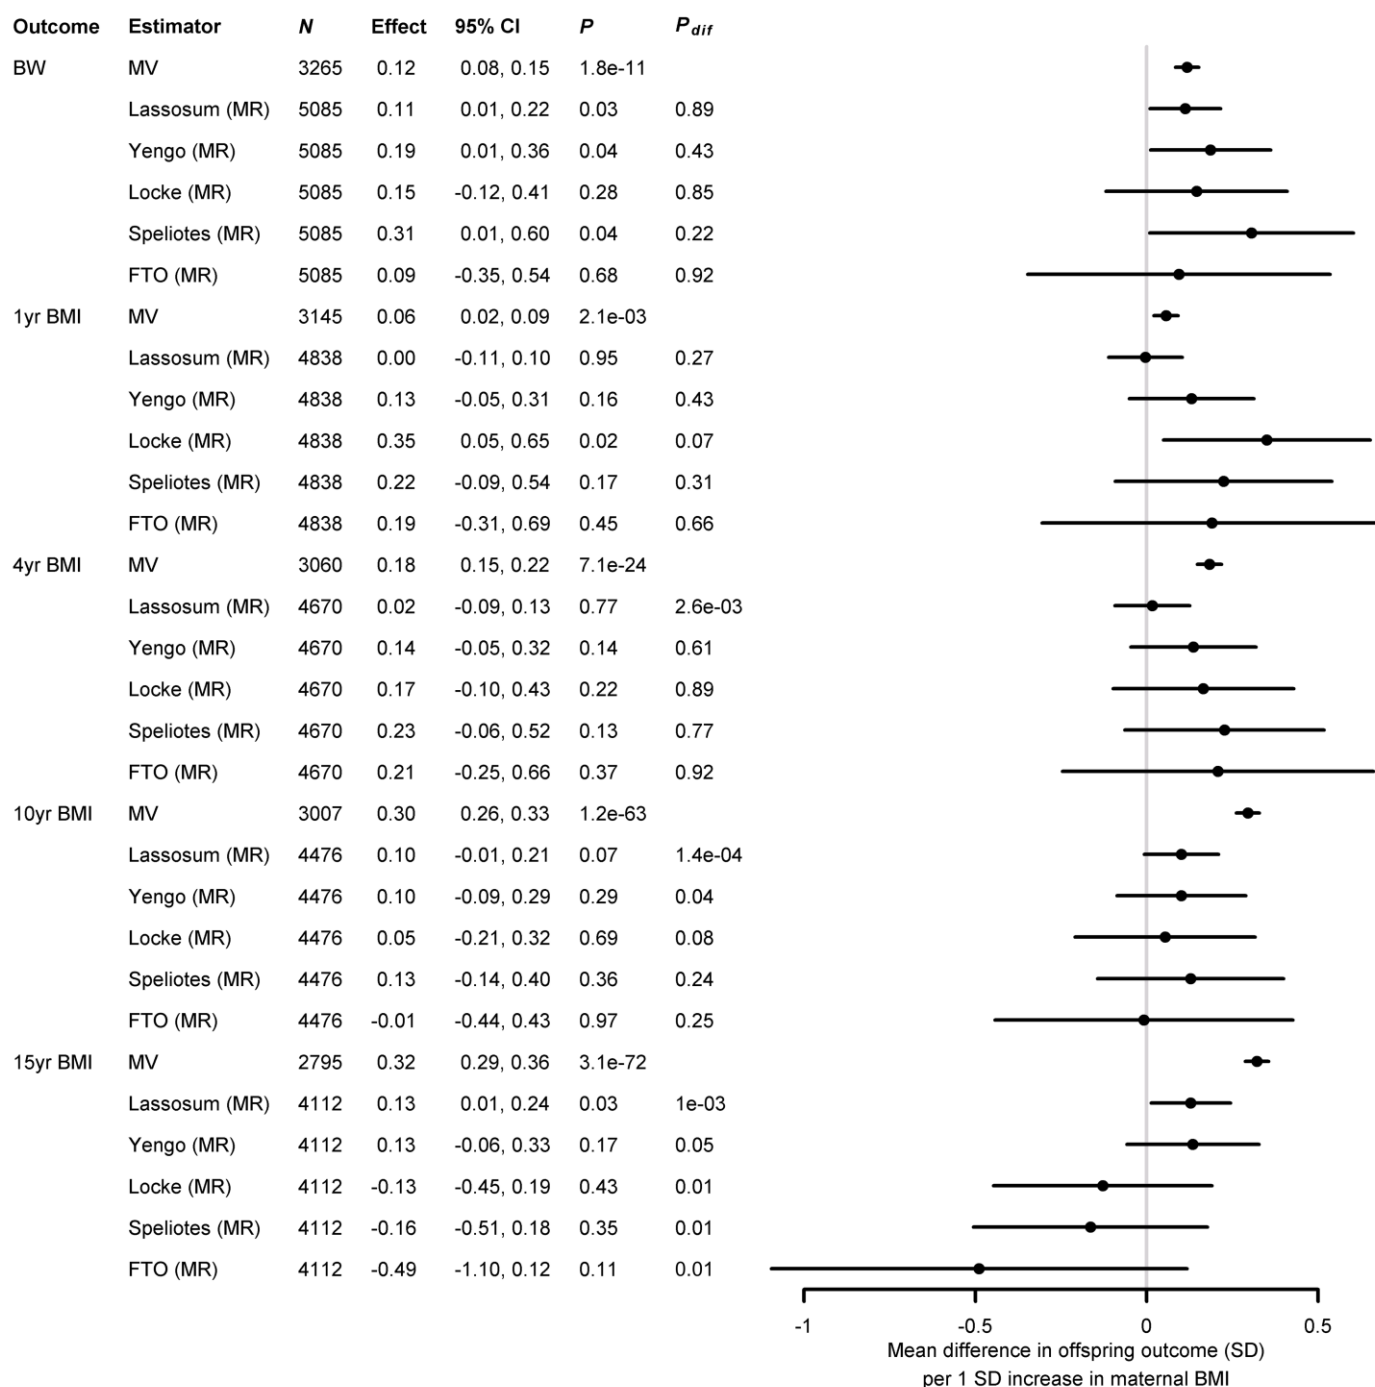 Outcome Estimator N Effect 95% CI P Pdif
BW MV 3265 0.12 0.08, 0.15 1.8e-11
Lassosum (MR) 5085 0.11 0.01, 0.22 0.03 0.89
Yengo (MR) 5085 0.19 0.01, 0.36 0.04 0.43
Locke (MR) 5085 0.15 -0.12, 0.41 0.28 0.85
Speliotes (MR) 5085 0.31 0.01, 0.60 0.04 0.22
FTO (MR) 5085 0.09 -0.35, 0.54 0.68 0.92
1yr BMI MV 3145 0.06 0.02, 0.09 2.1e-03
Lassosum (MR) 4838 0.00 -0.11, 0.10 0.95 0.27
Yengo (MR) 4838 0.13 -0.05, 0.31 0.16 0.43
Locke (MR) 4838 0.35 0.05, 0.65 0.02 0.07
Speliotes (MR) 4838 0.22 -0.09, 0.54 0.17 0.31
FTO (MR) 4838 0.19 -0.31, 0.69 0.45 0.66
4yr BMI MV 3060 0.18 0.15, 0.22 7.1e-24
Lassosum (MR) 4670 0.02 -0.09, 0.13 0.77 2.6e-03
Yengo (MR) 4670 0.14 -0.05, 0.32 0.14 0.61
Locke (MR) 4670 0.17 -0.10, 0.43 0.22 0.89
Speliotes (MR) 4670 0.23 -0.06, 0.52 0.13 0.77
FTO (MR) 4670 0.21 -0.25, 0.66 0.37 0.92
10yr BMI MV 3007 0.30 0.26, 0.33 1.2e-63
Lassosum (MR) 4476 0.10 -0.01, 0.21 0.07 1.4e-04
Yengo (MR) 4476 0.10 -0.09, 0.29 0.29 0.04
Locke (MR) 4476 0.05 -0.21, 0.32 0.69 0.08
Speliotes (MR) 4476 0.13 -0.14, 0.40 0.36 0.24
FTO (MR) 4476 -0.01 -0.44, 0.43 0.97 0.25
15yr BMI MV 2795 0.32 0.29, 0.36 3.1e-72
Lassosum (MR) 4112 0.13 0.01, 0.24 0.03 1e-03
Yengo (MR) 4112 0.13 -0.06, 0.33 0.17 0.05
Locke (MR) 4112 -0.13 -0.45, 0.19 0.43 0.01
Speliotes (MR) 4112 -0.16 -0.51, 0.18 0.35 0.01
FTO (MR) 4112 -0.49 -1.10, 0.12 0.11 0.01
-1 -0.5 0 0.5
Mean difference in offspring outcome (SD)
per 1 SD increase in maternal BMI